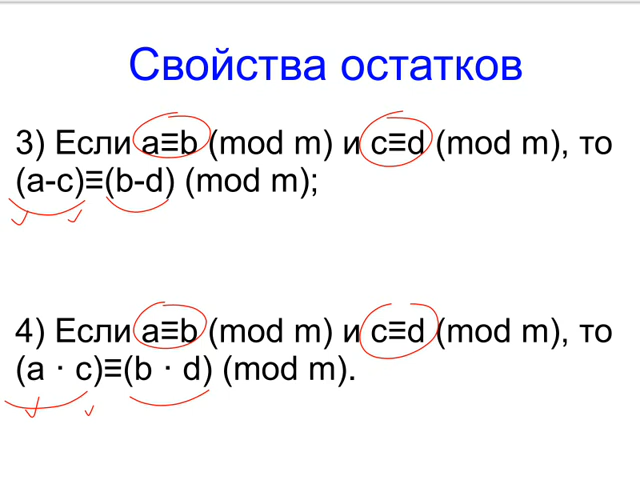 Свойства остатков
3) Если a≡b (mod m) и c≡d (mod m), то
(a-c)≡(b-d) (mod m);
4) Если a≡b (mod m) и c≡d (mod m), то
(a · c)≡(b · d) (mod m).